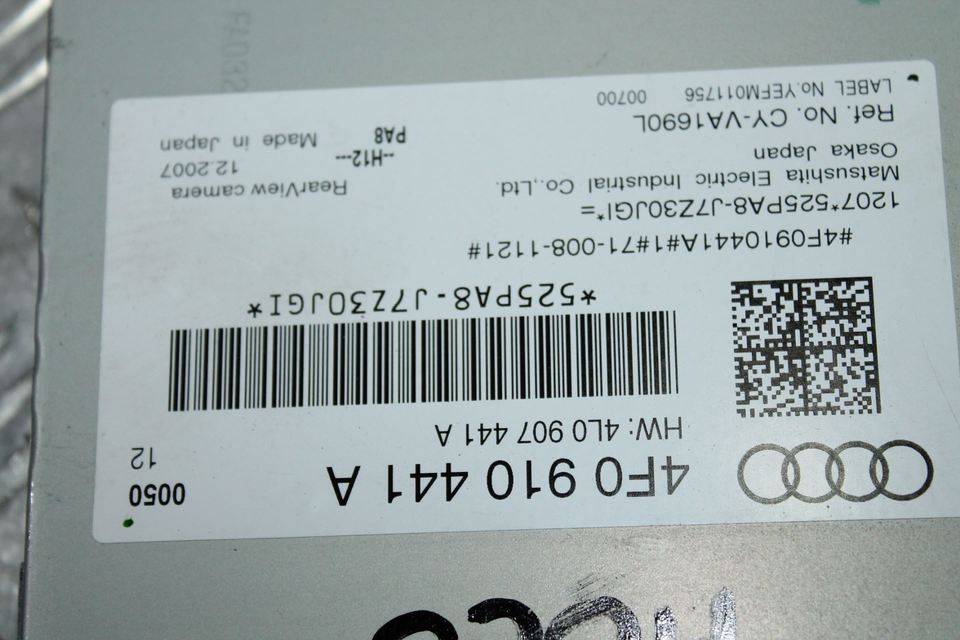 4F0 910 441 A
0050
HW: 4L0 907 441 A
12
*525PA8-J7Z30JGI*
#4F0910441A#1#71-008-1121#
1207*525PA8-J7Z30JGI*=
Matsushita Electric Industrial Co.,Ltd.
Osaka Japan
RearView camera
12.2007
--H12---
Made in Japan
PA8
Ref. No. CY-VA1690L
LABEL No.YEFM011756 00700